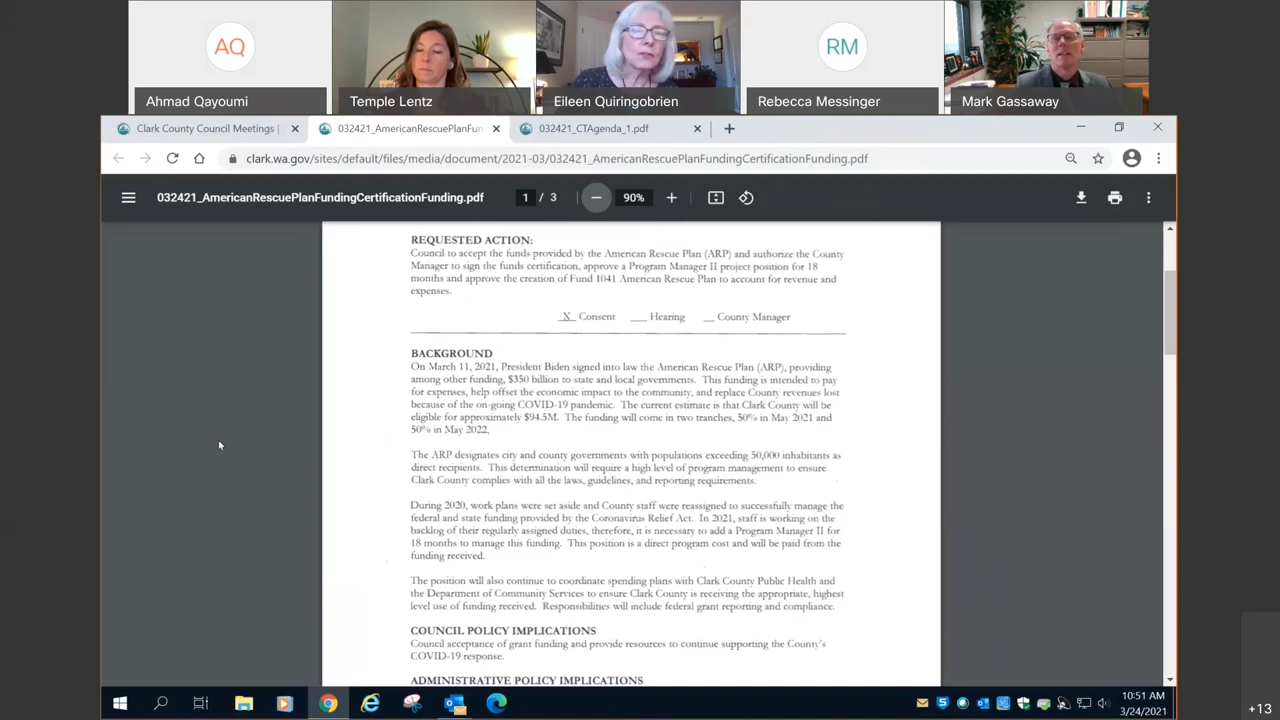 AQ
RM
Ahmad Qayoumi
Temple Lentz
Eileen Quiringobrien
Rebecca Messinger
Mark Gassaway
Clark County Council Meetings |
032421_AmericanRescuePlanFun
032421_CTAgenda_1.pdf
clark.wa.gov/sites/default/files/media/document/2021-03/032421_AmericanRescuePlanFundingCertificationFunding.pdf
032421_AmericanRescuePlanFundingCertificationFunding.pdf
1 / 3
90%
REQUESTED ACTION:
Council to accept the funds provided by the American Rescue Plan (ARP) and authorize the County
Manager to sign the funds certification, approve a Program Manager II project position for 18
months and approve the creation of Fund 1041 American Rescue Plan to account for revenue and
expenses.
X Consent ___ Hearing __ County Manager
BACKGROUND
On March 11, 2021, President Biden signed into law the American Rescue Plan (ARP), providing
among other funding, $350 billion to state and local governments. This funding is intended to pay
for expenses, help offset the economic impact to the community, and replace County revenues lost
because of the on-going COVID-19 pandemic. The current estimate is that Clark County will be
eligible for approximately $94.5M. The funding will come in two tranches, 50% in May 2021 and
50% in May 2022,
The ARP designates city and county governments with populations exceeding 50,000 inhabitants as
direct recipients. This determination will require a high level of program management to ensure
Clark County complies with all the laws, guidelines, and reporting requirements.
During 2020, work plans were set aside and County staff were reassigned to successfully manage the
federal and state funding provided by the Coronavirus Relief Act. In 2021, staff is working on the
backlog of their regularly assigned duties, therefore, it is necessary to add a Program Manager II for
18 months to manage this funding. This position is a direct program cost and will be paid from the
funding received.
The position will also continue to coordinate spending plans with Clark County Public Health and
the Department of Community Services to ensure Clark County is receiving the appropriate, highest
level use of funding received. Responsibilities will include federal grant reporting and compliance.
COUNCIL POLICY IMPLICATIONS
Council acceptance of grant funding and provide resources to continue supporting the County's
COVID-19 response.
ADMINISTRATIVE POLICY IMPLICATIONS
10:51 AM
3/24/2021
+13